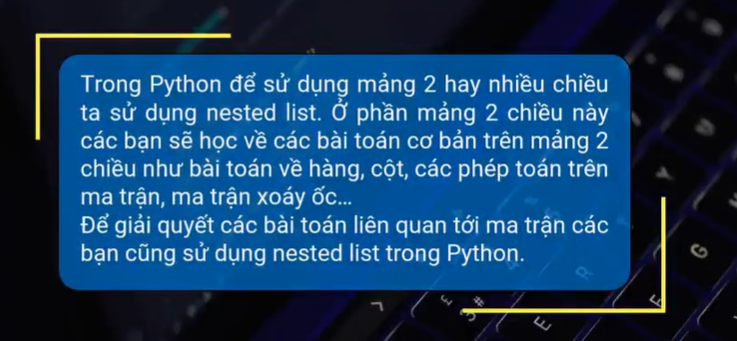 Trong Python để sử dụng mảng 2 hay nhiều chiều
ta sử dụng nested list. Ở phần mảng 2 chiều này
các bạn sẽ học về các bài toán cơ bản trên mảng 2
chiều như bài toán về hàng, cột, các phép toán trên
ma trận, ma trận xoáy ốc...
Để giải quyết các bài toán liên quan tới ma trận các
bạn cũng sử dụng nested list trong Python.